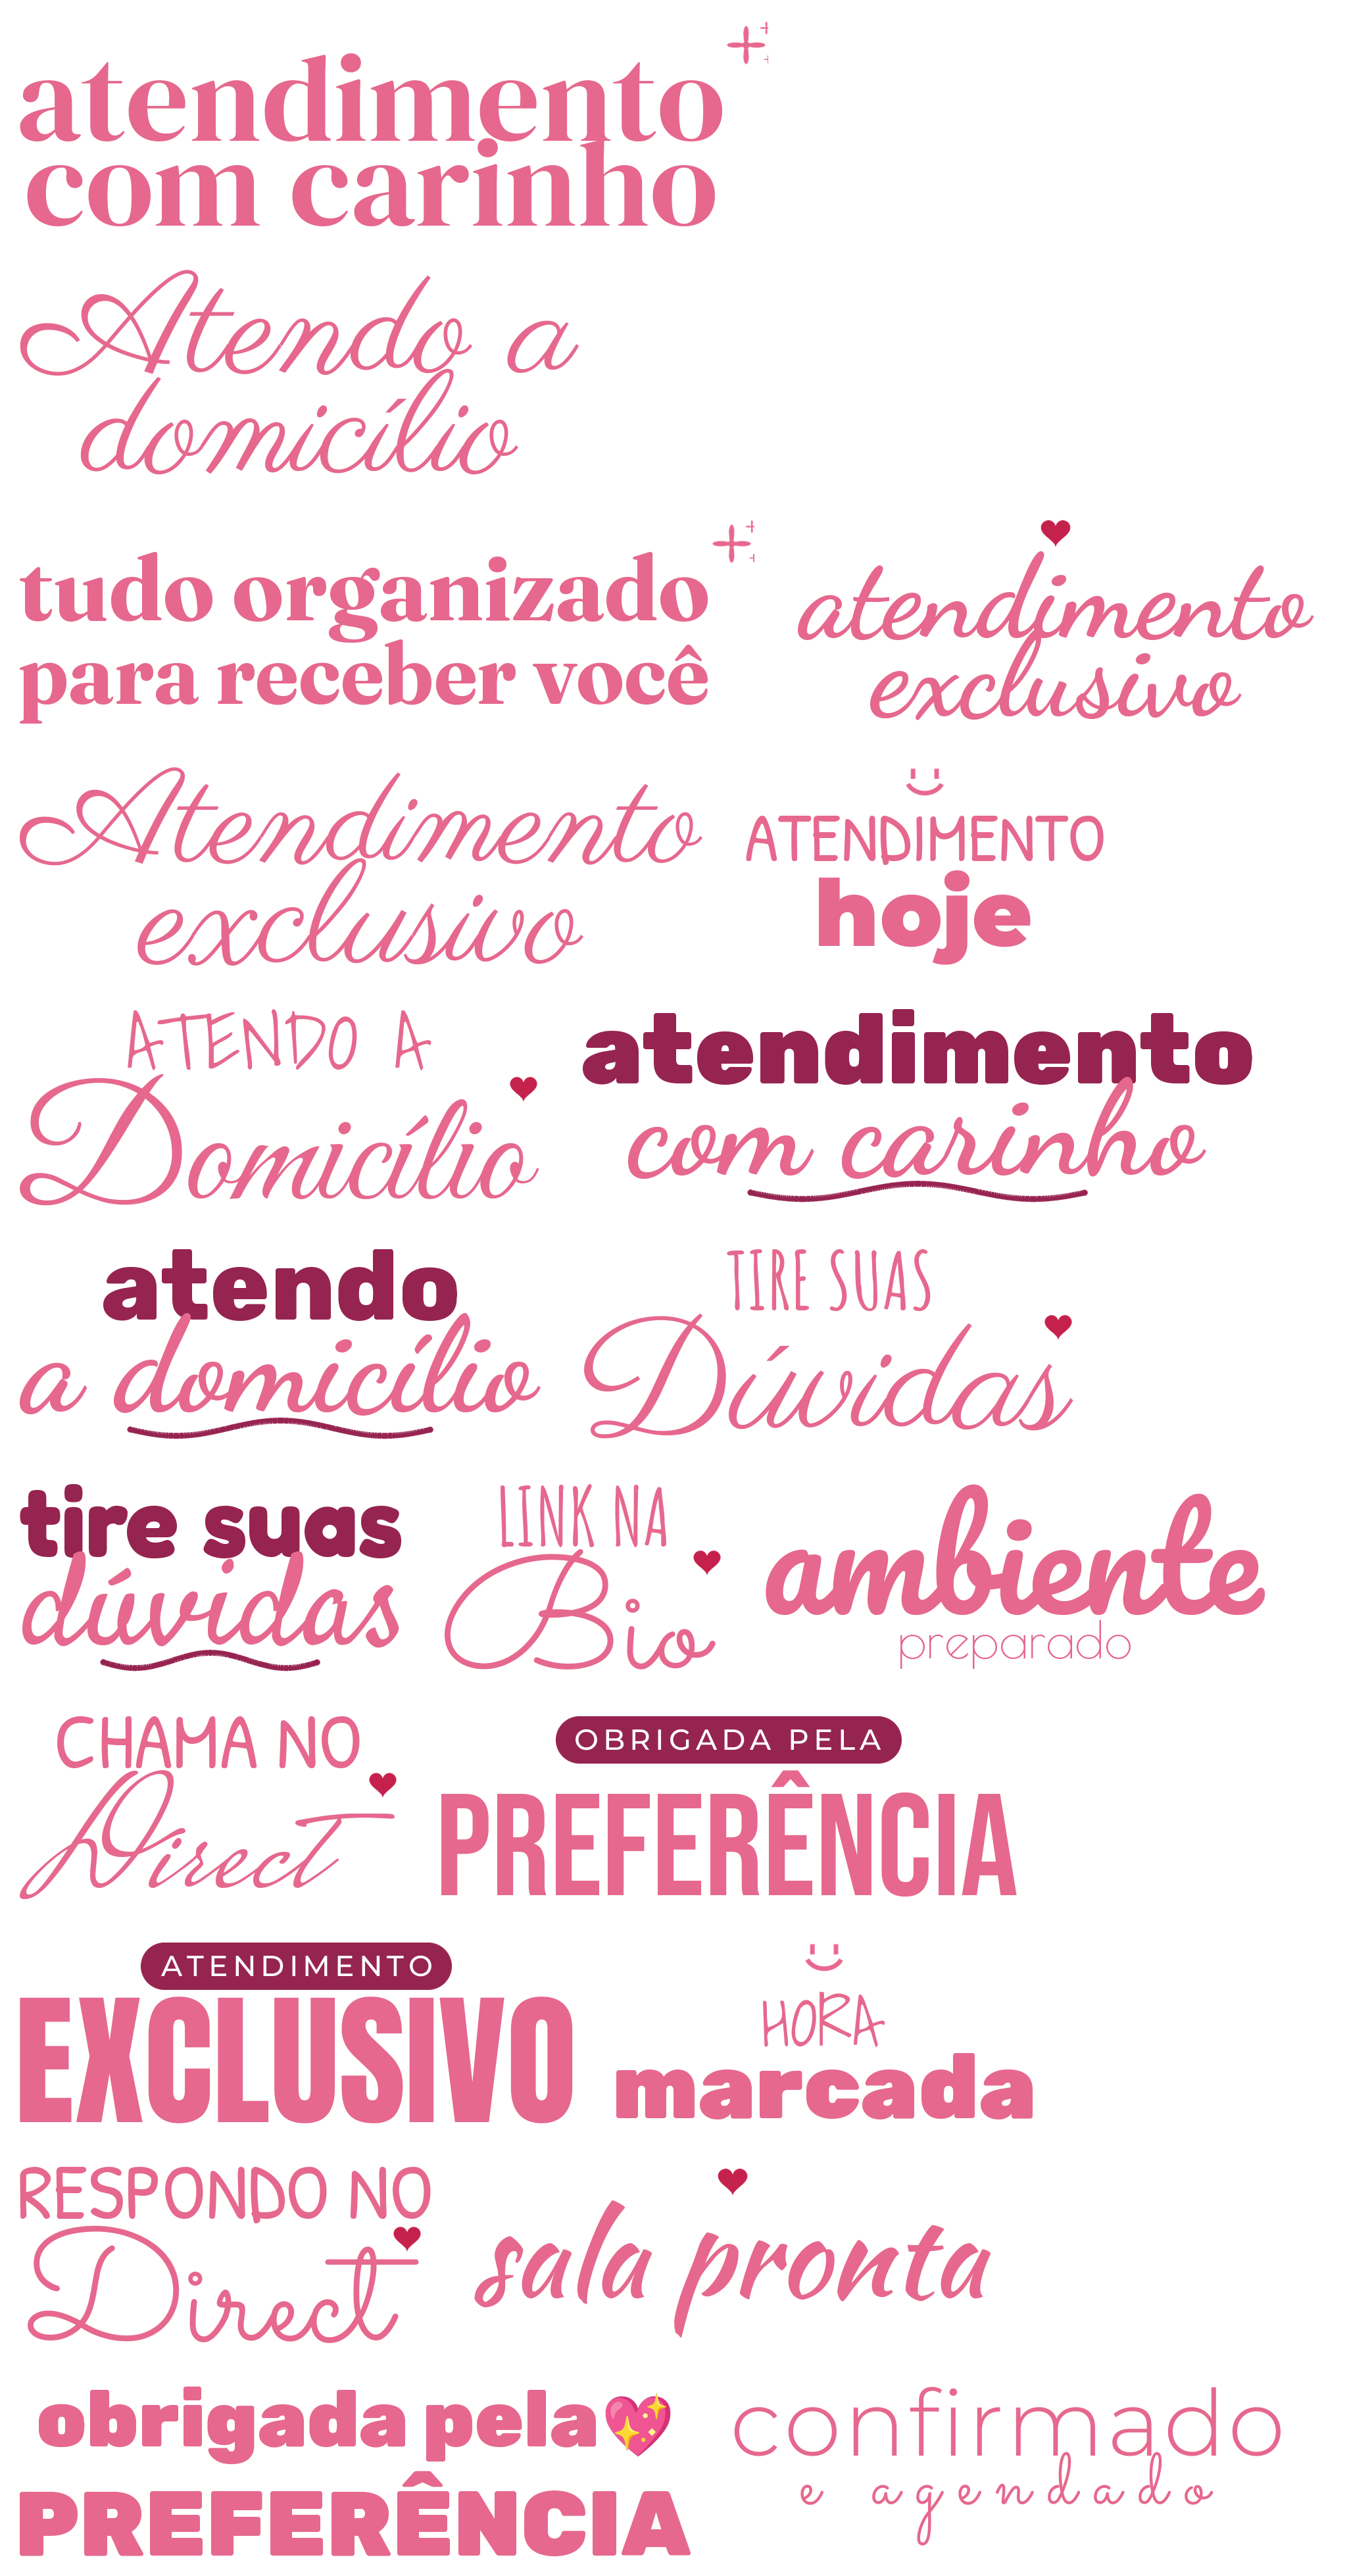 atendimento
com carinho
Atendo a
domicílio
tudo organizado
para receber você
atendimento
exclusivo
Atendimento
exclusivo
ATENDIMENTO
hoje
ATENDO A
Domicílio
atendimento
com carinho
atendo
a domicílio
TIRE SUAS
Dúvidas
tire suas
dúvidas
LINK NA
Bio
ambiente
preparado
CHAMA NO
Direct
OBRIGADA PELA
PREFERÊNCIA
ATENDIMENTO
EXCLUSIVO
HORA
marcada
RESPONDO NO
Direct
sala pronta
obrigada pela
PREFERÊNCIA
confirmado
e agendado